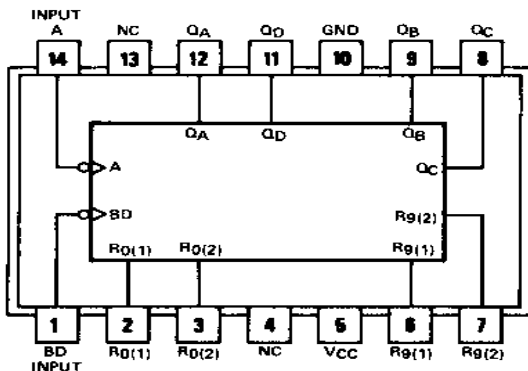 INPUT
A NC QA QD GND QB QC
14 13 12 11 10 9 8
QA QD QB
A QC
BD R9(2)
R0(1) R0(2) R9(1)
1 2 3 4 5 6 7
BD R0(1) R0(2) NC VCC R9(1) R9(2)
INPUT